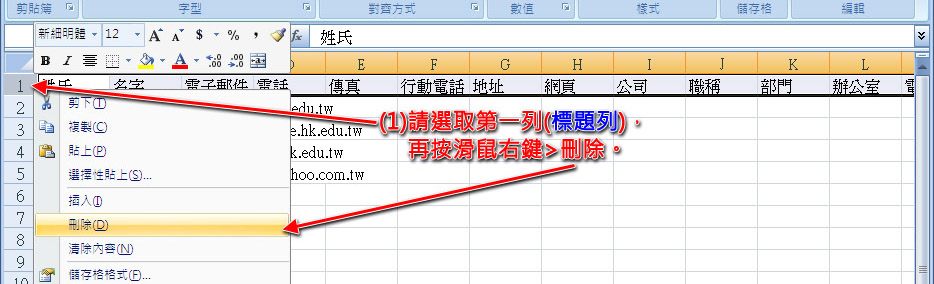 剪貼簿 字型 對齊方式 數值 樣式 儲存格 編輯
新細明體 12 A A $ % ,
B I A .00 .00
fx 姓氏
E F G H I J K L
1 姓氏 名字 電子郵件 電話 傳真 行動電話 地址 網頁 公司 職稱 部門 辦公室
2 edu.tw
3 e.hk.edu.tw
4 k.edu.tw
5 hoo.com.tw
6
7
8
9
10
剪下(T)
複製(C)
貼上(P)
選擇性貼上(S)...
插入(I)
刪除(D)
清除內容(N)
儲存格格式(F)...
(1)請選取第一列(標題列)，
再按滑鼠右鍵>刪除。